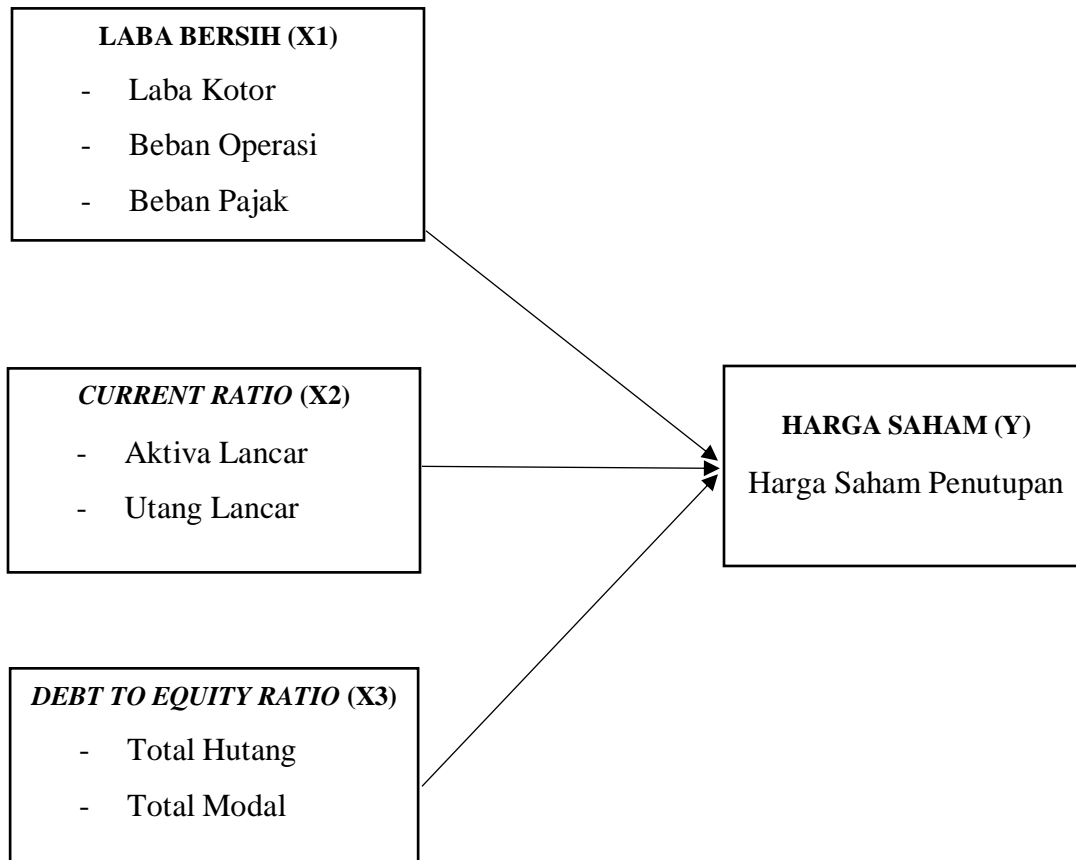 LABA BERSIH (X1)
- Laba Kotor
- Beban Operasi
- Beban Pajak
CURRENT RATIO (X2)
- Aktiva Lancar
- Utang Lancar
HARGA SAHAM (Y)
Harga Saham Penutupan
DEBT TO EQUITY RATIO (X3)
- Total Hutang
- Total Modal